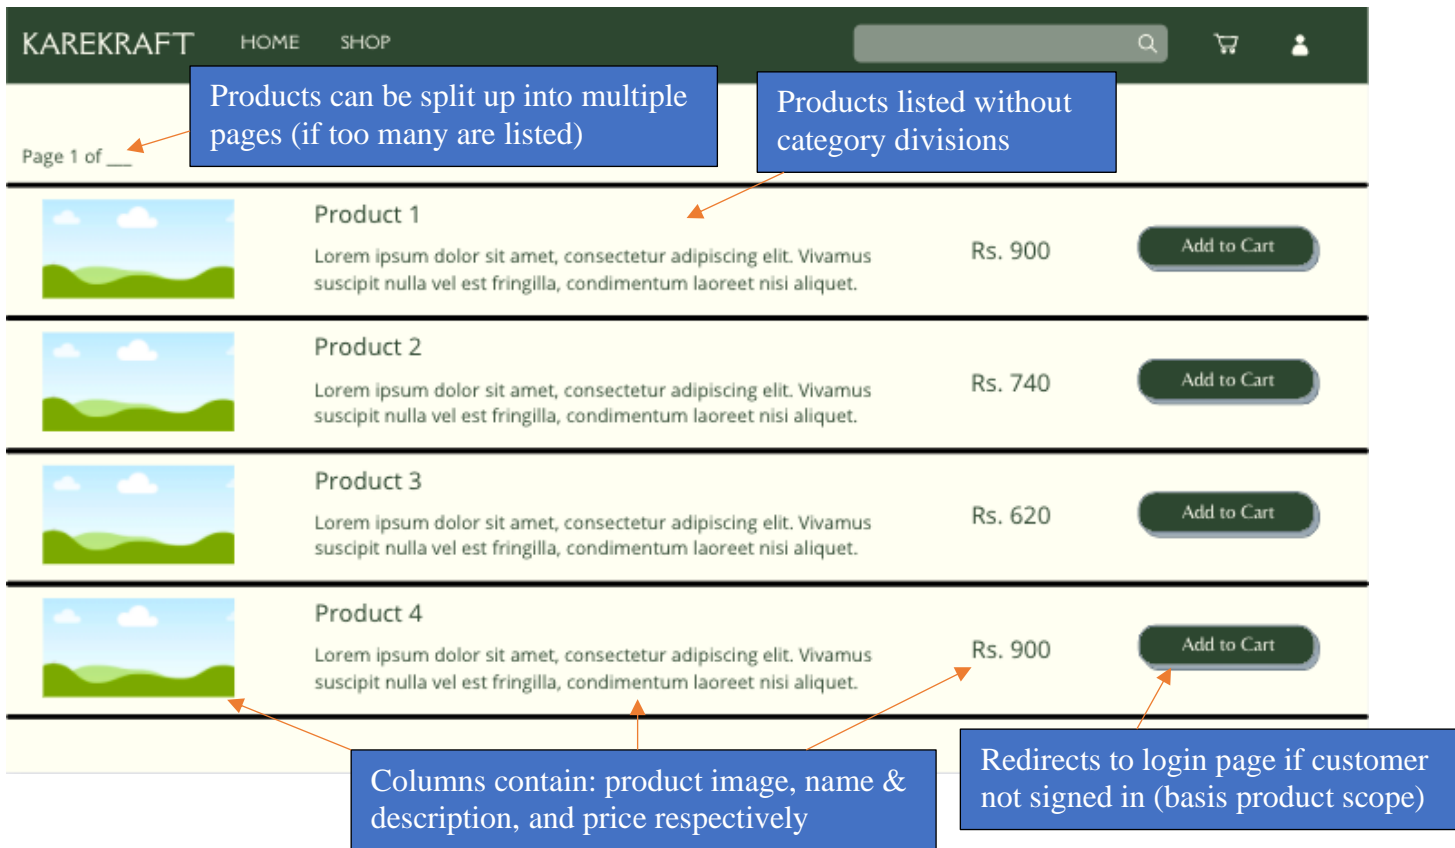 KAREKRAFT HOME SHOP
Products can be split up into multiple
pages (if too many are listed)
Products listed without
category divisions
Page 1 of ___
Product 1
Lorem ipsum dolor sit amet, consectetur adipiscing elit. Vivamus
suscipit nulla vel est fringilla, condimentum laoreet nisi aliquet.
Rs. 900
Add to Cart
Product 2
Lorem ipsum dolor sit amet, consectetur adipiscing elit. Vivamus
suscipit nulla vel est fringilla, condimentum laoreet nisi aliquet.
Rs. 740
Add to Cart
Product 3
Lorem ipsum dolor sit amet, consectetur adipiscing elit. Vivamus
suscipit nulla vel est fringilla, condimentum laoreet nisi aliquet.
Rs. 620
Add to Cart
Product 4
Lorem ipsum dolor sit amet, consectetur adipiscing elit. Vivamus
suscipit nulla vel est fringilla, condimentum laoreet nisi aliquet.
Rs. 900
Add to Cart
Columns contain: product image, name &
description, and price respectively
Redirects to login page if customer
not signed in (basis product scope)